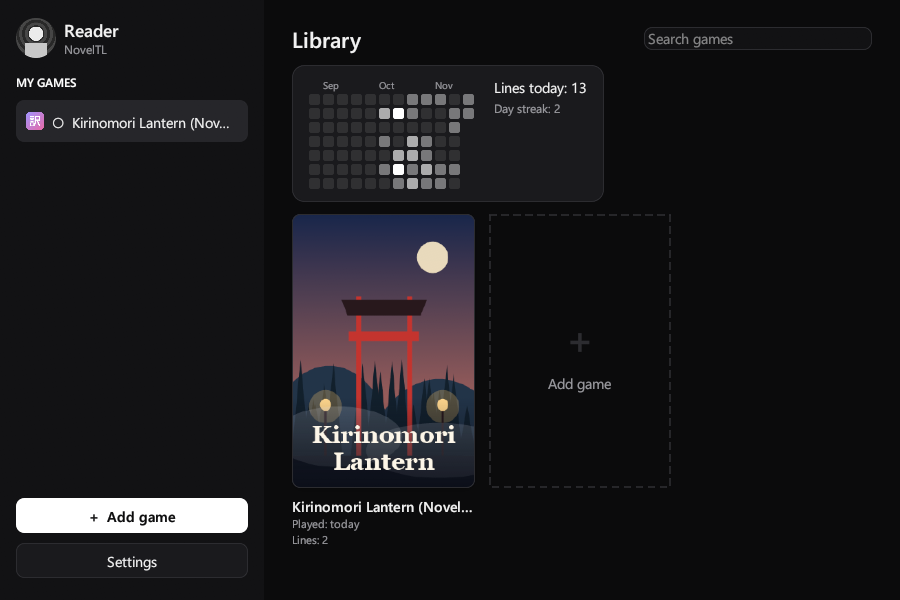 Reader
NovelTL
MY GAMES
訳
Kirinomori Lantern (Nov...
+ Add game
Settings
Library
Search games
Sep Oct Nov
Lines today: 13
Day streak: 2
Kirinomori
Lantern
Kirinomori Lantern (Novel...
Played: today
Lines: 2
+
Add game